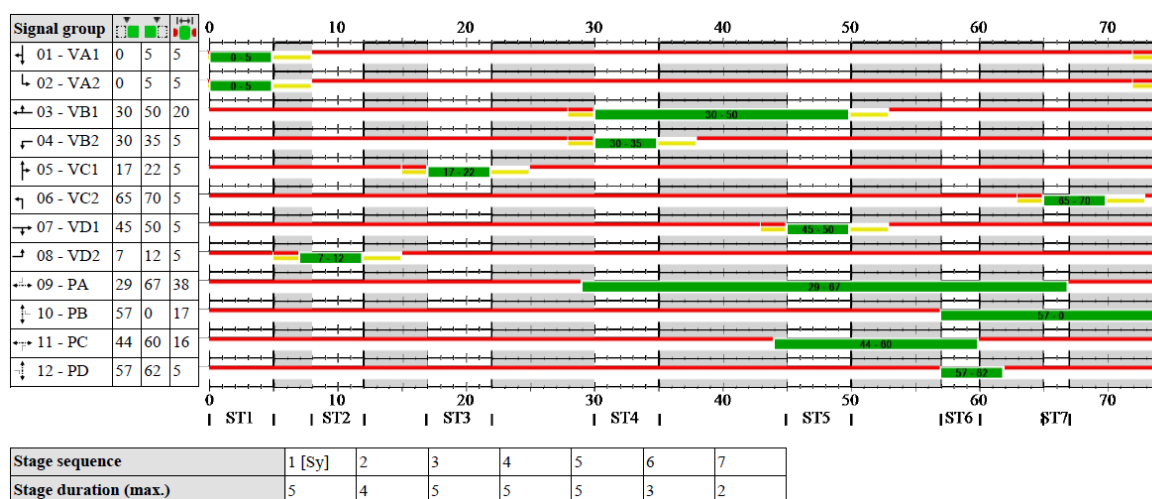 Signal group 0 10 20 30 40 50 60 70
01 - VA1 0 5 5 0 - 5
02 - VA2 0 5 5 0 - 5
03 - VB1 30 50 20 30 - 50
04 - VB2 30 35 5 30 - 35
05 - VC1 17 22 5 17 - 22
06 - VC2 65 70 5 65 - 70
07 - VD1 45 50 5 45 - 50
08 - VD2 7 12 5 7 - 12
09 - PA 29 67 38 29 - 67
10 - PB 57 0 17 57 - 0
11 - PC 44 60 16 44 - 60
12 - PD 57 62 5 57 - 62
0 10 20 30 40 50 60 70
ST1 ST2 ST3 ST4 ST5 ST6 ST7
Stage sequence 1 [Sy] 2 3 4 5 6 7
Stage duration (max.) 5 4 5 5 5 3 2